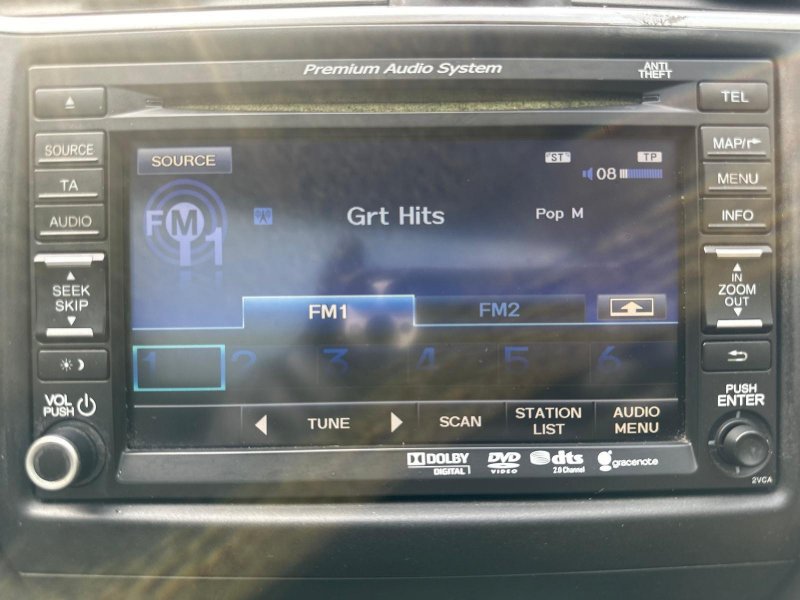 Premium Audio System
ANTI
THEFT
TEL
SOURCE
MAP/
TA
MENU
AUDIO
INFO
SEEK
SKIP
IN
ZOOM
OUT
VOL
PUSH
PUSH
ENTER
2VCA
SOURCE
ST
TP
08
FM1
Grt Hits
Pop M
FM1
FM2
1 2 3 4 5 6
TUNE
SCAN
STATION
LIST
AUDIO
MENU
DOLBY
DIGITAL
DVD
VIDEO
dts
2.0 Channel
gracenote